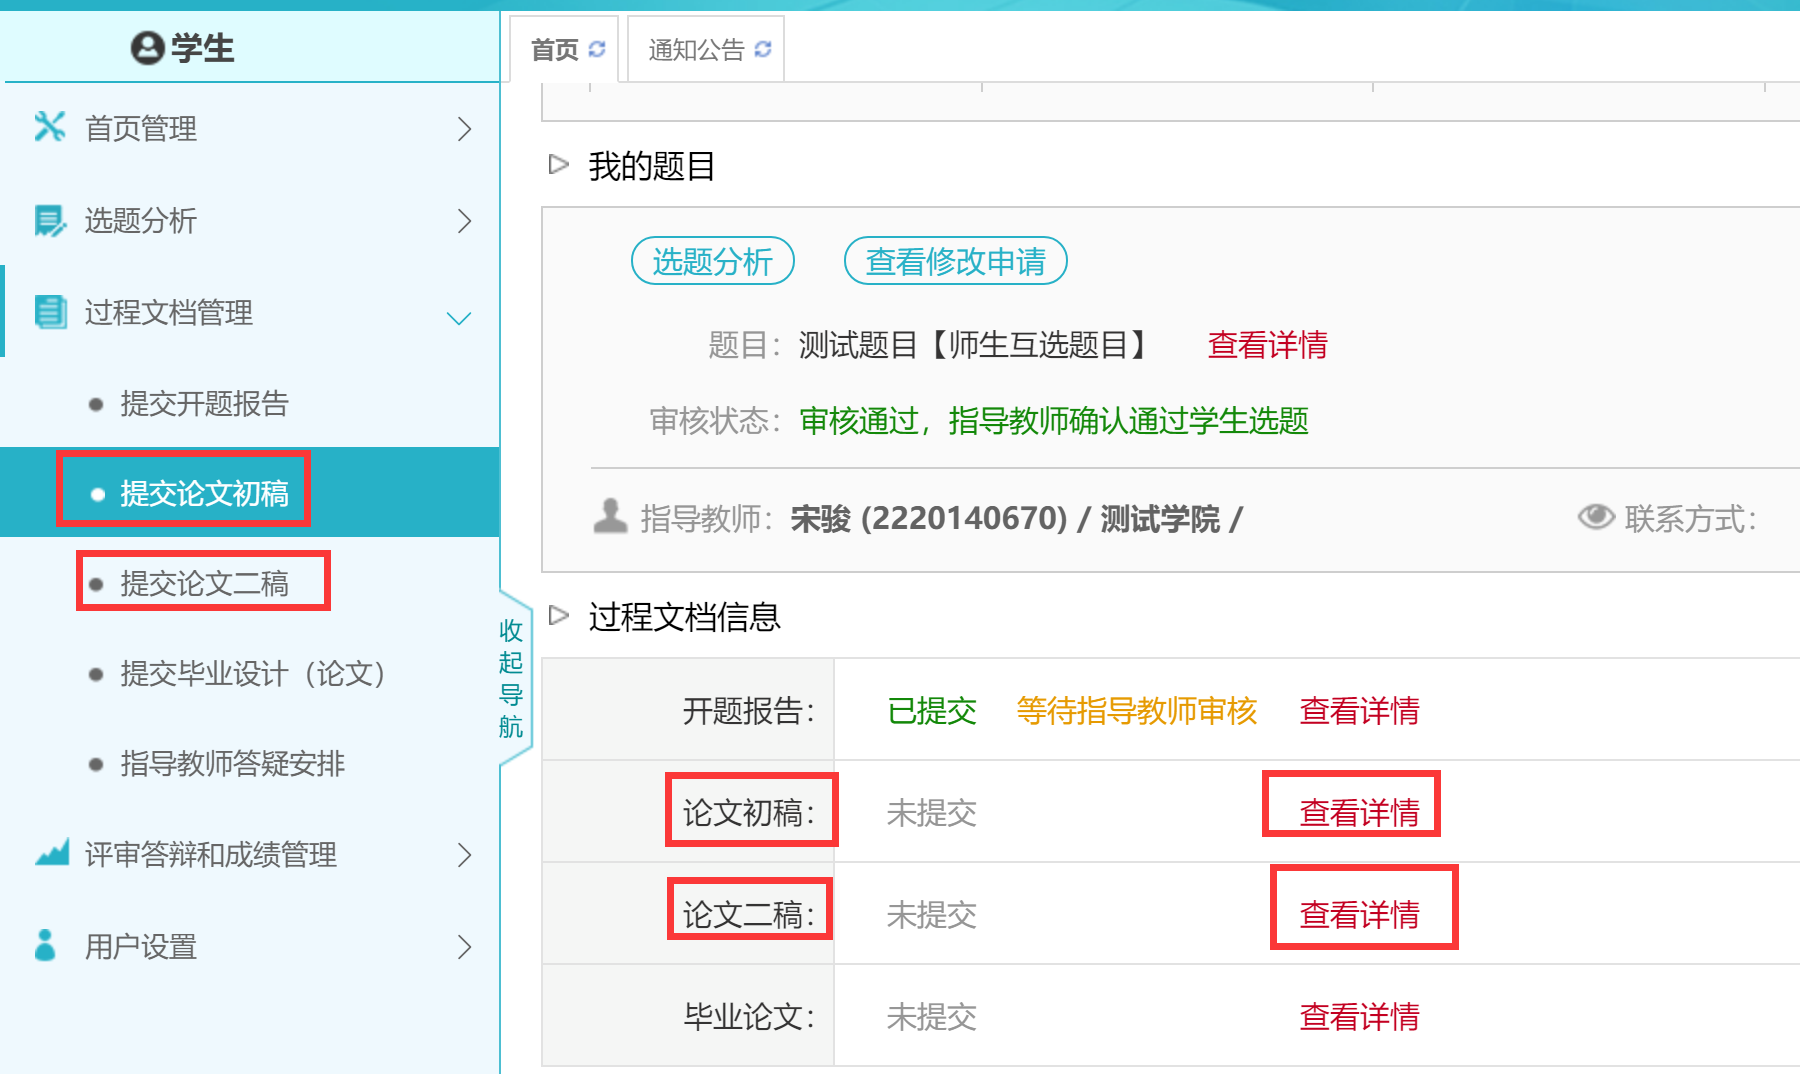 学生
首页管理
选题分析
过程文档管理
提交开题报告
提交论文初稿
提交论文二稿
提交毕业设计（论文）
指导教师答疑安排
评审答辩和成绩管理
用户设置
收起导航
首页 通知公告
我的题目
选题分析 查看修改申请
题目： 测试题目【师生互选题目】 查看详情
审核状态： 审核通过，指导教师确认通过学生选题
指导教师： 宋骏 (2220140670) / 测试学院 / 联系方式：
过程文档信息
开题报告： 已提交 等待指导教师审核 查看详情
论文初稿： 未提交 查看详情
论文二稿： 未提交 查看详情
毕业论文： 未提交 查看详情